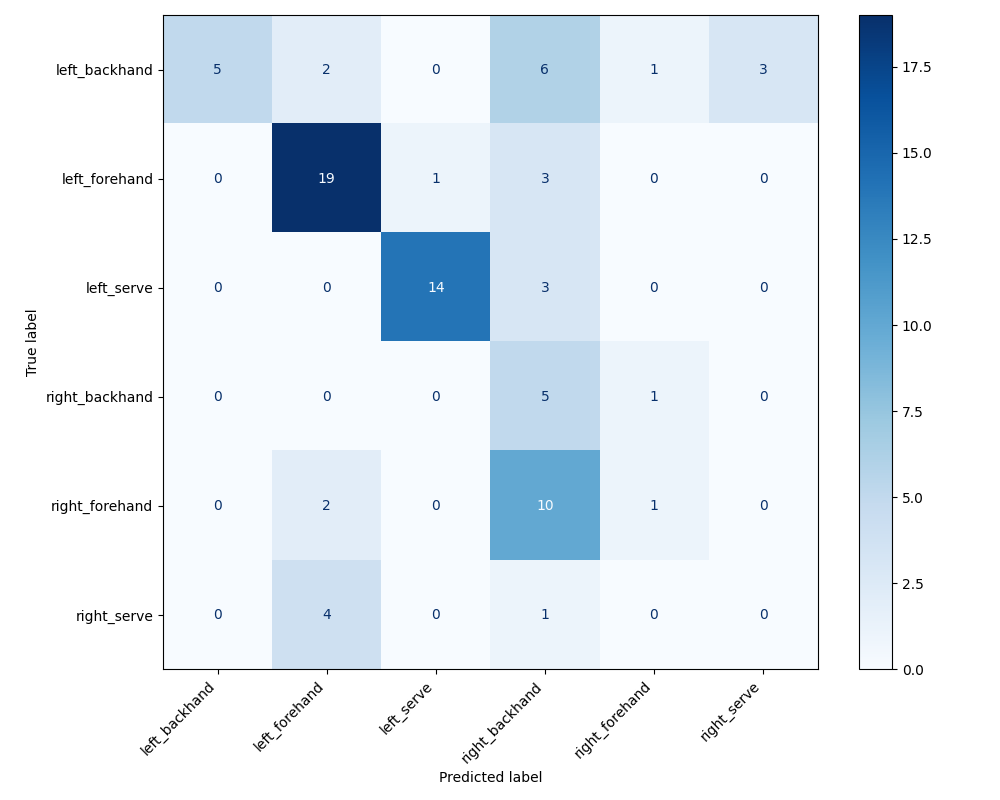 left_backhand 5 2 0 6 1 3
left_forehand 0 19 1 3 0 0
left_serve 0 0 14 3 0 0
right_backhand 0 0 0 5 1 0
right_forehand 0 2 0 10 1 0
right_serve 0 4 0 1 0 0
True label
left_backhand left_forehand left_serve right_backhand right_forehand right_serve
Predicted label
17.5
15.0
12.5
10.0
7.5
5.0
2.5
0.0